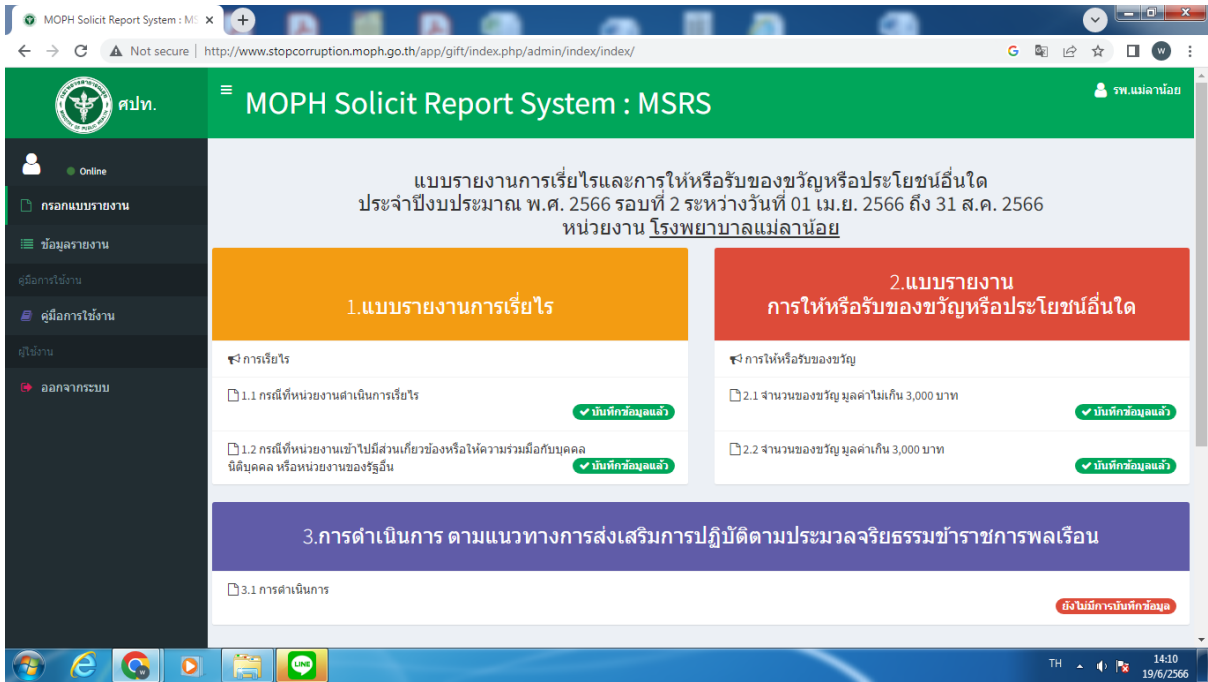 MOPH Solicit Report System : MS
Not secure
http://www.stopcorruption.moph.go.th/app/gift/index.php/admin/index/index/
W
ศปท.
MOPH Solicit Report System : MSRS
รพ.แม่ลาน้อย
Online
กรอกแบบรายงาน
ข้อมูลรายงาน
คู่มือการใช้งาน
คู่มือการใช้งาน
ผู้ใช้งาน
ออกจากระบบ
แบบรายงานการเรี่ยไรและการให้หรือรับของขวัญหรือประโยชน์อื่นใด
ประจำปีงบประมาณ พ.ศ. 2566 รอบที่ 2 ระหว่างวันที่ 01 เม.ย. 2566 ถึง 31 ส.ค. 2566
หน่วยงาน โรงพยาบาลแม่ลาน้อย
1.แบบรายงานการเรี่ยไร
การเรี่ยไร
1.1 กรณีที่หน่วยงานดำเนินการเรี่ยไร
บันทึกข้อมูลแล้ว
1.2 กรณีที่หน่วยงานเข้าไปมีส่วนเกี่ยวข้องหรือให้ความร่วมมือกับบุคคล
นิติบุคคล หรือหน่วยงานของรัฐอื่น
บันทึกข้อมูลแล้ว
2.แบบรายงาน
การให้หรือรับของขวัญหรือประโยชน์อื่นใด
การให้หรือรับของขวัญ
2.1 จำนวนของขวัญ มูลค่าไม่เกิน 3,000 บาท
บันทึกข้อมูลแล้ว
2.2 จำนวนของขวัญ มูลค่าเกิน 3,000 บาท
บันทึกข้อมูลแล้ว
3.การดำเนินการ ตามแนวทางการส่งเสริมการปฏิบัติตามประมวลจริยธรรมข้าราชการพลเรือน
3.1 การดำเนินการ
ยังไม่มีการบันทึกข้อมูล
LINE
TH
14:10
19/6/2566